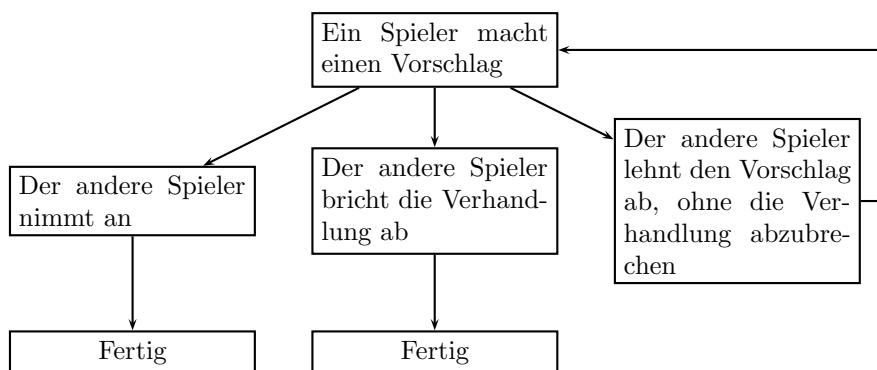 Ein Spieler macht
einen Vorschlag
Der andere Spieler
nimmt an
Der andere Spieler
bricht die Verhand-
lung ab
Der andere Spieler
lehnt den Vorschlag
ab, ohne die Ver-
handlung abzubre-
chen
Fertig
Fertig